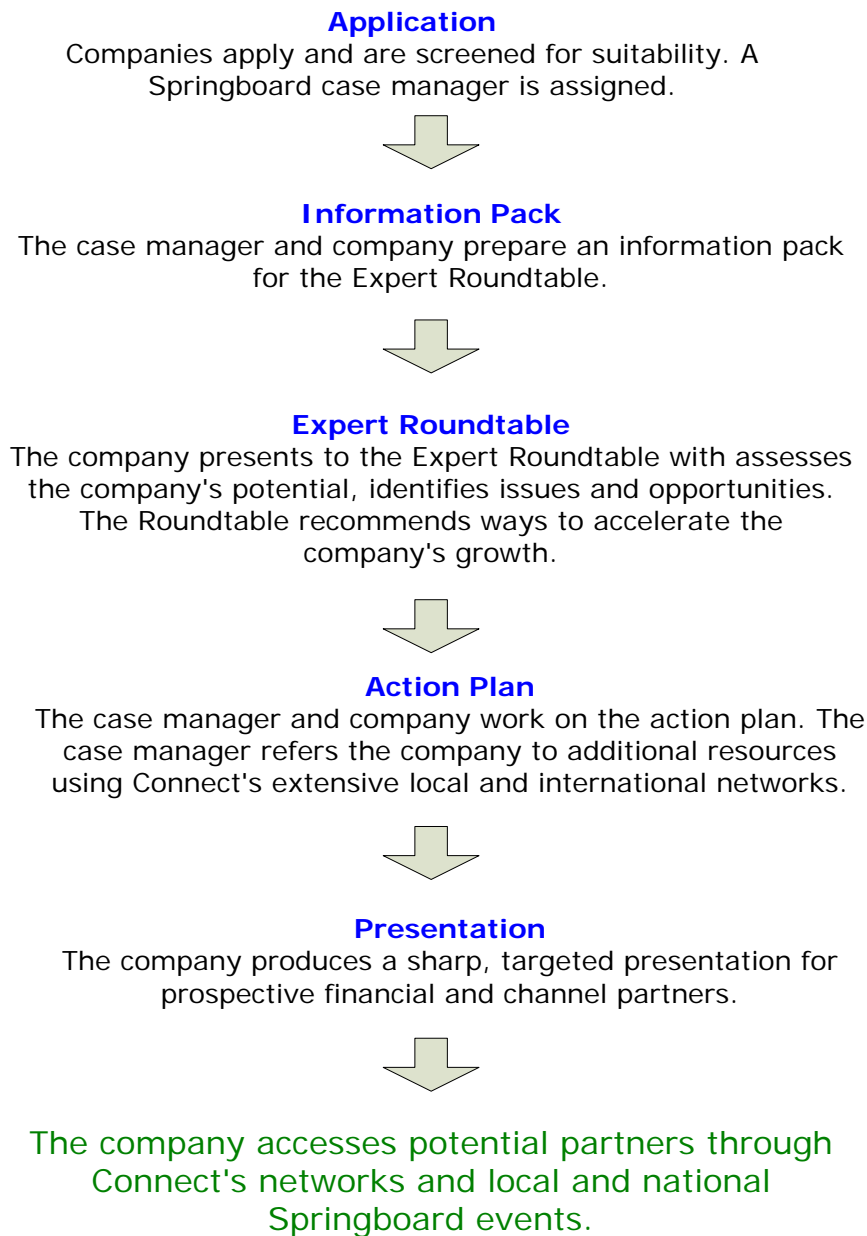 Application
Companies apply and are screened for suitability. A
Springboard case manager is assigned.
Information Pack
The case manager and company prepare an information pack
for the Expert Roundtable.
Expert Roundtable
The company presents to the Expert Roundtable with assesses
the company's potential, identifies issues and opportunities.
The Roundtable recommends ways to accelerate the
company's growth.
Action Plan
The case manager and company work on the action plan. The
case manager refers the company to additional resources
using Connect's extensive local and international networks.
Presentation
The company produces a sharp, targeted presentation for
prospective financial and channel partners.
The company accesses potential partners through
Connect's networks and local and national
Springboard events.